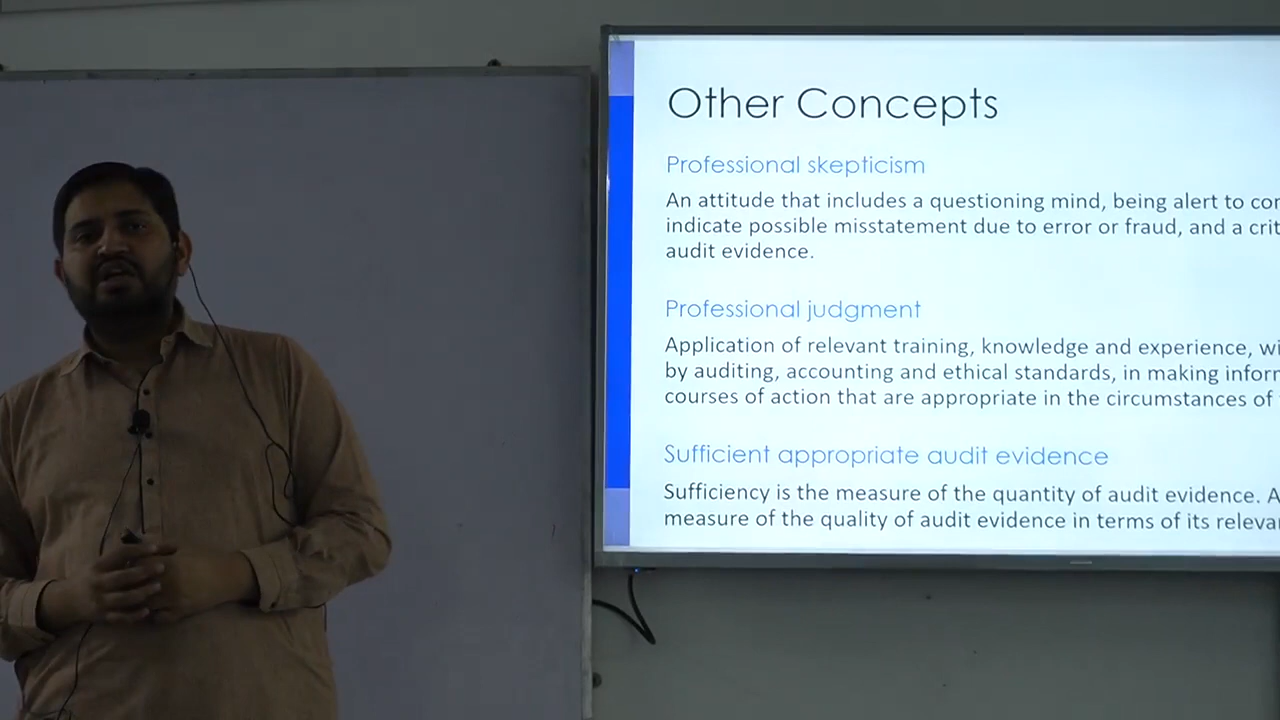 Other Concepts
Professional skepticism
An attitude that includes a questioning mind, being alert to
indicate possible misstatement due to error or fraud, and a
audit evidence.
Professional judgment
Application of relevant training, knowledge and experience,
by auditing, accounting and ethical standards, in making
courses of action that are appropriate in the circumstances of
Sufficient appropriate audit evidence
Sufficiency is the measure of the quantity of audit evidence.
measure of the quality of audit evidence in terms of its